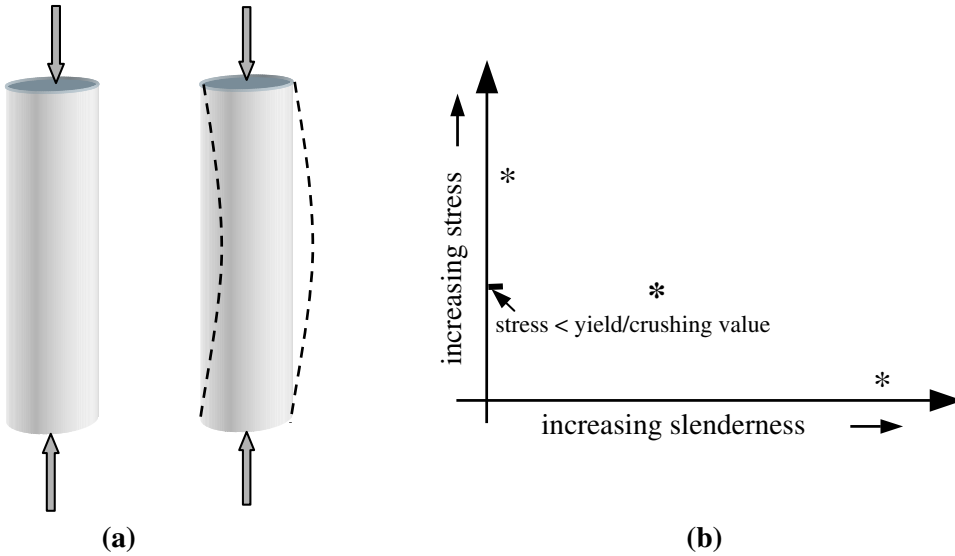 increasing stress
*
*
stress < yield/crushing value
*
increasing slenderness
(a)
(b)